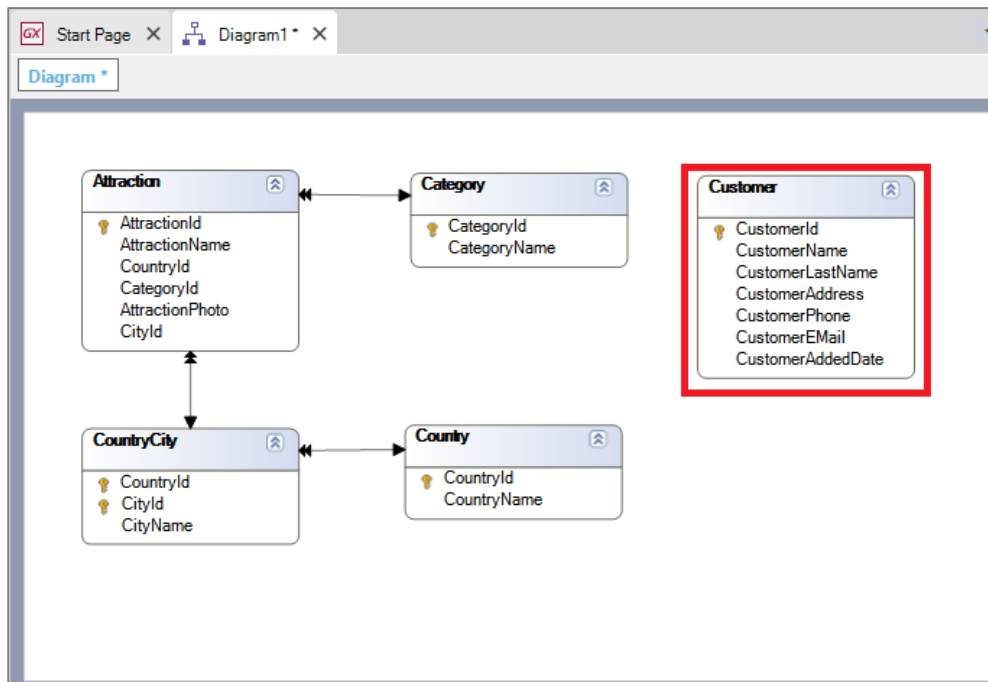 GX Start Page Diagram1 *
Diagram *
Attraction
AttractionId
AttractionName
CountryId
CategoryId
AttractionPhoto
CityId
Category
CategoryId
CategoryName
Customer
CustomerId
CustomerName
CustomerLastName
CustomerAddress
CustomerPhone
CustomerEMail
CustomerAddedDate
CountryCity
CountryId
CityId
CityName
Country
CountryId
CountryName